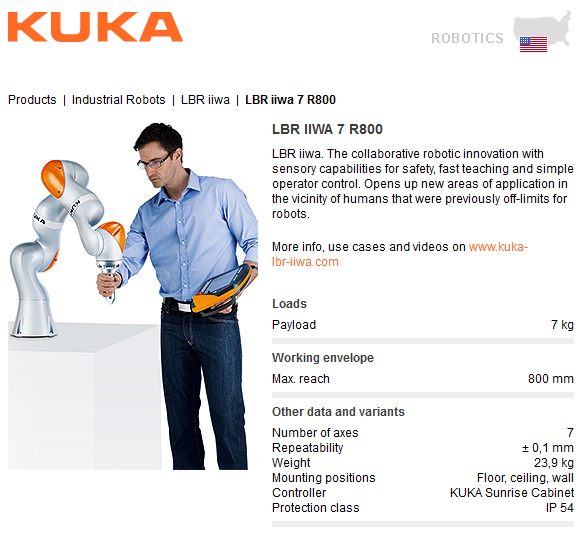 KUKA
ROBOTICS
Products | Industrial Robots | LBR iiwa | LBR iiwa 7 R800
KUKA
KUKA
LBR IIWA 7 R800
LBR iiwa. The collaborative robotic innovation with
sensory capabilities for safety, fast teaching and simple
operator control. Opens up new areas of application in
the vicinity of humans that were previously off-limits for
robots.
More info, use cases and videos on www.kuka-
lbr-iiwa.com
Loads
Payload 7 kg
Working envelope
Max. reach 800 mm
Other data and variants
Number of axes 7
Repeatability ± 0,1 mm
Weight 23,9 kg
Mounting positions Floor, ceiling, wall
Controller KUKA Sunrise Cabinet
Protection class IP 54